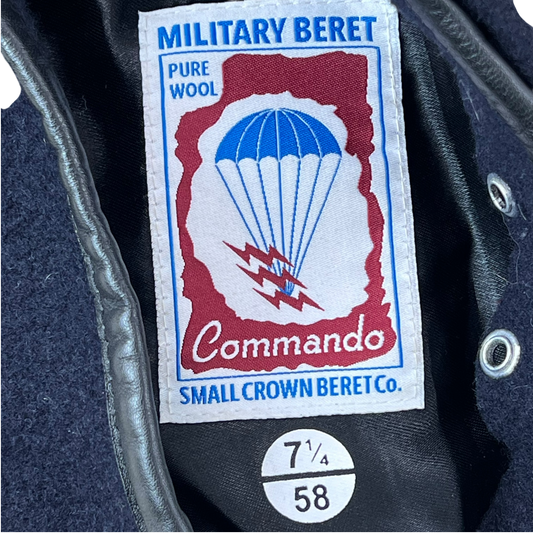 MILITARY BERET
PURE
WOOL
Commando
SMALL CROWN BERET Co.
7 1/4
58